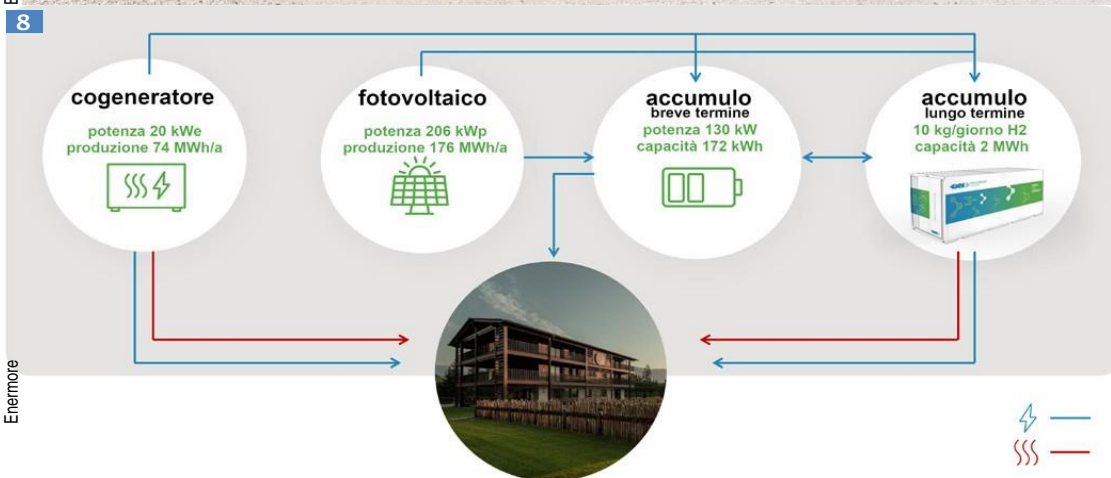 8
cogeneratore
potenza 20 kWe
produzione 74 MWh/a
fotovoltaico
potenza 206 kWp
produzione 176 MWh/a
accumulo
breve termine
potenza 130 kW
capacità 172 kWh
accumulo
lungo termine
10 kg/giorno H2
capacità 2 MWh
Enermore